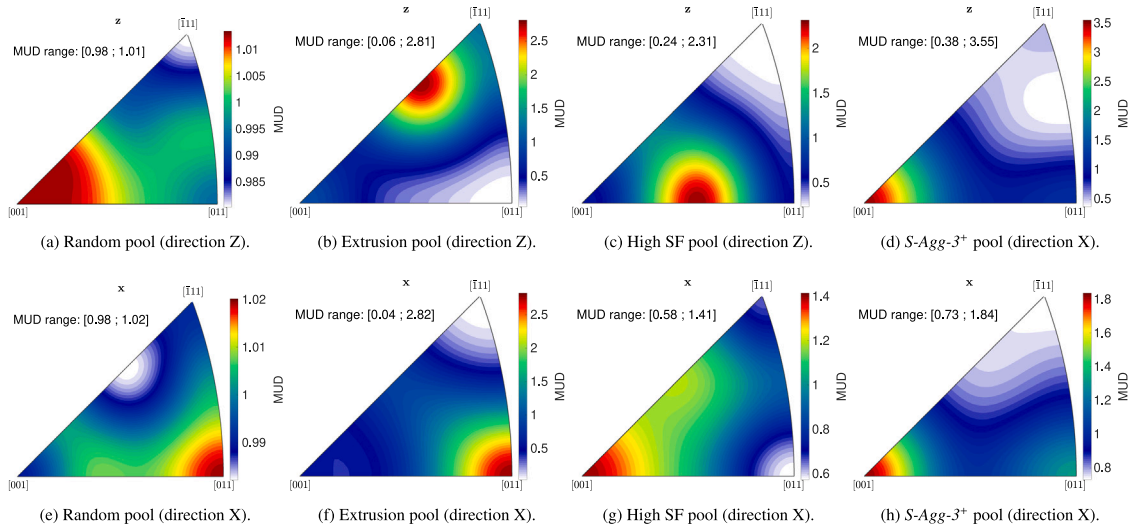 z
[1̄11]
MUD range: [0.98 ; 1.01]
1.01
1.005
1
0.995
0.99
0.985
MUD
[001]
[011]
(a) Random pool (direction Z).
z
[1̄11]
MUD range: [0.06 ; 2.81]
2.5
2
1.5
1
0.5
MUD
[001]
[011]
(b) Extrusion pool (direction Z).
z
[1̄11]
MUD range: [0.24 ; 2.31]
2
1.5
1
0.5
MUD
[001]
[011]
(c) High SF pool (direction Z).
z
[1̄11]
MUD range: [0.38 ; 3.55]
3.5
3
2.5
2
1.5
1
0.5
MUD
[001]
[011]
(d) S-Agg-3⁺ pool (direction X).
x
[1̄11]
MUD range: [0.98 ; 1.02]
1.02
1.01
1
0.99
MUD
[001]
[011]
(e) Random pool (direction X).
x
[1̄11]
MUD range: [0.04 ; 2.82]
2.5
2
1.5
1
0.5
MUD
[001]
[011]
(f) Extrusion pool (direction X).
x
[1̄11]
MUD range: [0.58 ; 1.41]
1.4
1.2
1
0.8
0.6
MUD
[001]
[011]
(g) High SF pool (direction X).
x
[1̄11]
MUD range: [0.73 ; 1.84]
1.8
1.6
1.4
1.2
1
0.8
MUD
[001]
[011]
(h) S-Agg-3⁺ pool (direction X).